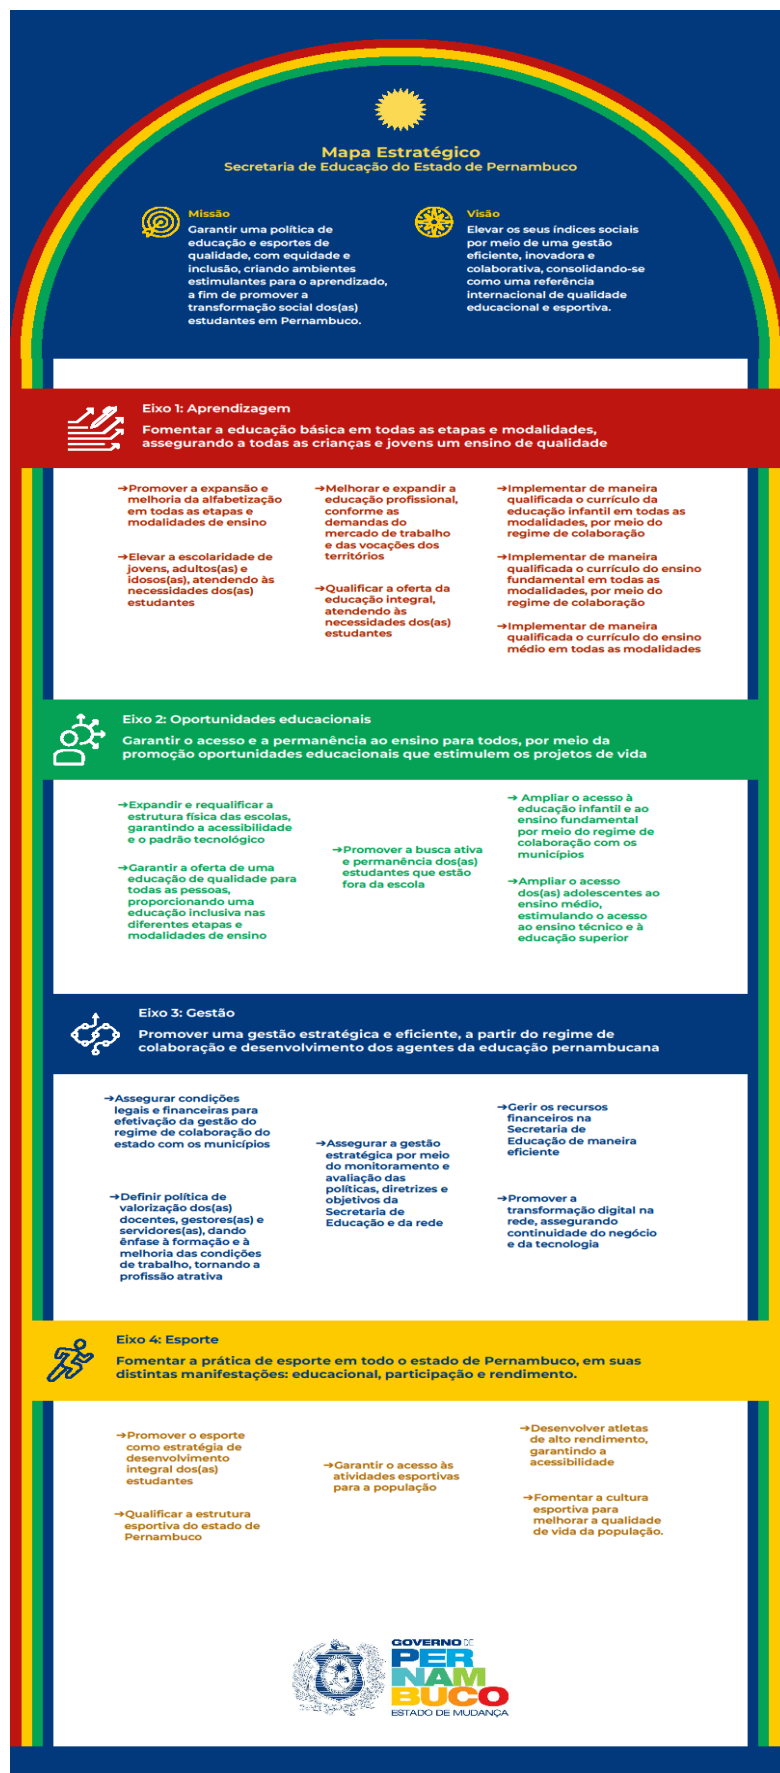 Mapa Estratégico
Secretaria de Educação do Estado de Pernambuco
Missão
Garantir uma política de
educação e esportes de
qualidade, com equidade e
inclusão, criando ambientes
estimulantes para o aprendizado,
a fim de promover a
transformação social dos(as)
estudantes em Pernambuco.
Visão
Elevar os seus índices sociais
por meio de uma gestão
eficiente, inovadora e
colaborativa, consolidando-se
como uma referência
internacional de qualidade
educacional e esportiva.
Eixo 1: Aprendizagem
Fomentar a educação básica em todas as etapas e modalidades,
assegurando a todas as crianças e jovens um ensino de qualidade
➔Promover a expansão e
melhoria da alfabetização
em todas as etapas e
modalidades de ensino
➔Elevar a escolaridade de
jovens, adultos(as) e
idosos(as), atendendo às
necessidades dos(as)
estudantes
➔Melhorar e expandir a
educação profissional,
conforme as
demandas do
mercado de trabalho
e das vocações dos
territórios
➔Qualificar a oferta da
educação integral,
atendendo às
necessidades dos(as)
estudantes
➔Implementar de maneira
qualificada o currículo da
educação infantil em todas as
modalidades, por meio do
regime de colaboração
➔Implementar de maneira
qualificada o currículo do ensino
fundamental em todas as
modalidades, por meio do
regime de colaboração
➔Implementar de maneira
qualificada o currículo do ensino
médio em todas as modalidades
Eixo 2: Oportunidades educacionais
Garantir o acesso e a permanência ao ensino para todos, por meio da
promoção oportunidades educacionais que estimulem os projetos de vida
➔Expandir e requalificar a
estrutura física das escolas,
garantindo a acessibilidade
e o padrão tecnológico
➔Garantir a oferta de uma
educação de qualidade para
todas as pessoas,
proporcionando uma
educação inclusiva nas
diferentes etapas e
modalidades de ensino
➔Promover a busca ativa
e permanência dos(as)
estudantes que estão
fora da escola
➔ Ampliar o acesso à
educação infantil e ao
ensino fundamental
por meio do regime de
colaboração com os
municípios
➔Ampliar o acesso
dos(as) adolescentes ao
ensino médio,
estimulando o acesso
ao ensino técnico e à
educação superior
Eixo 3: Gestão
Promover uma gestão estratégica e eficiente, a partir do regime de
colaboração e desenvolvimento dos agentes da educação pernambucana
➔Assegurar condições
legais e financeiras para
efetivação da gestão do
regime de colaboração do
estado com os municípios
➔Definir política de
valorização dos(as)
docentes, gestores(as) e
servidores(as), dando
ênfase à formação e à
melhoria das condições
de trabalho, tornando a
profissão atrativa
➔Assegurar a gestão
estratégica por meio
do monitoramento e
avaliação das
políticas, diretrizes e
objetivos da
Secretaria de
Educação e da rede
➔Gerir os recursos
financeiros na
Secretaria de
Educação de maneira
eficiente
➔Promover a
transformação digital na
rede, assegurando
continuidade do negócio
e da tecnologia
Eixo 4: Esporte
Fomentar a prática de esporte em todo o estado de Pernambuco, em suas
distintas manifestações: educacional, participação e rendimento.
➔Promover o esporte
como estratégia de
desenvolvimento
integral dos(as)
estudantes
➔Qualificar a estrutura
esportiva do estado de
Pernambuco
➔Garantir o acesso às
atividades esportivas
para a população
➔Desenvolver atletas
de alto rendimento,
garantindo a
acessibilidade
➔Fomentar a cultura
esportiva para
melhorar a qualidade
de vida da população.
GOVERNO DE
PER
NAM
BUCO
ESTADO DE MUDANÇA